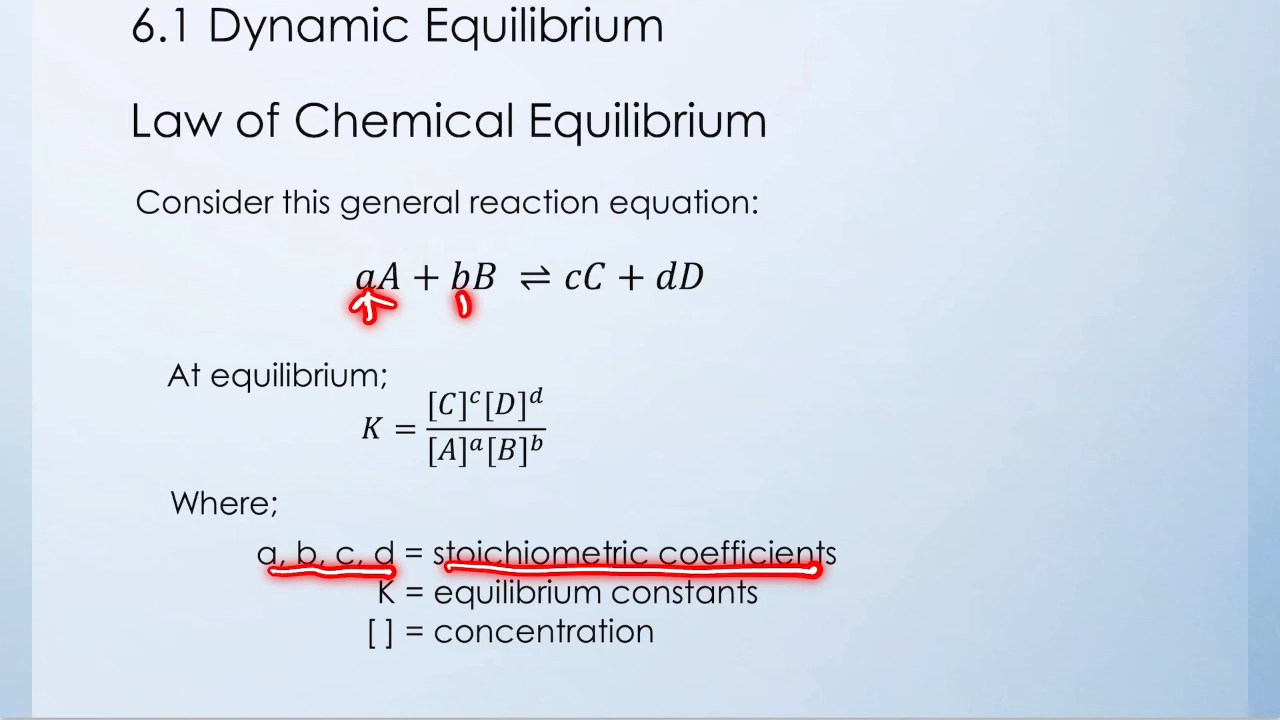 6.1 Dynamic Equilibrium
Law of Chemical Equilibrium
Consider this general reaction equation:
aA + bB ⇌ cC + dD
At equilibrium;
K = [C]^c[D]^d / [A]^a[B]^b
Where;
a, b, c, d = stoichiometric coefficients
K = equilibrium constants
[ ] = concentration